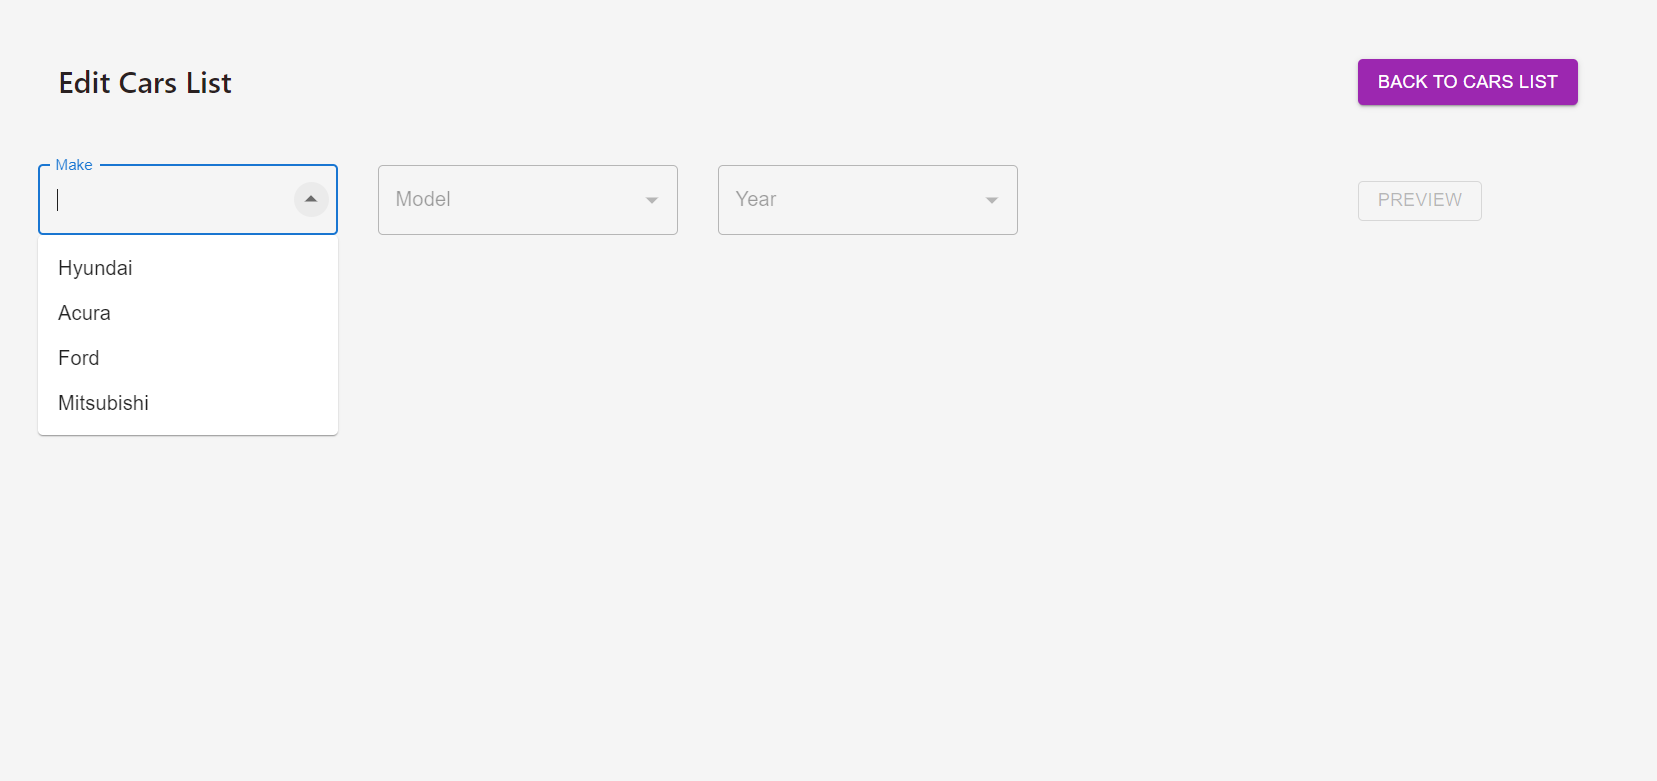 Edit Cars List
BACK TO CARS LIST
Make
Model
Year
PREVIEW
Hyundai
Acura
Ford
Mitsubishi